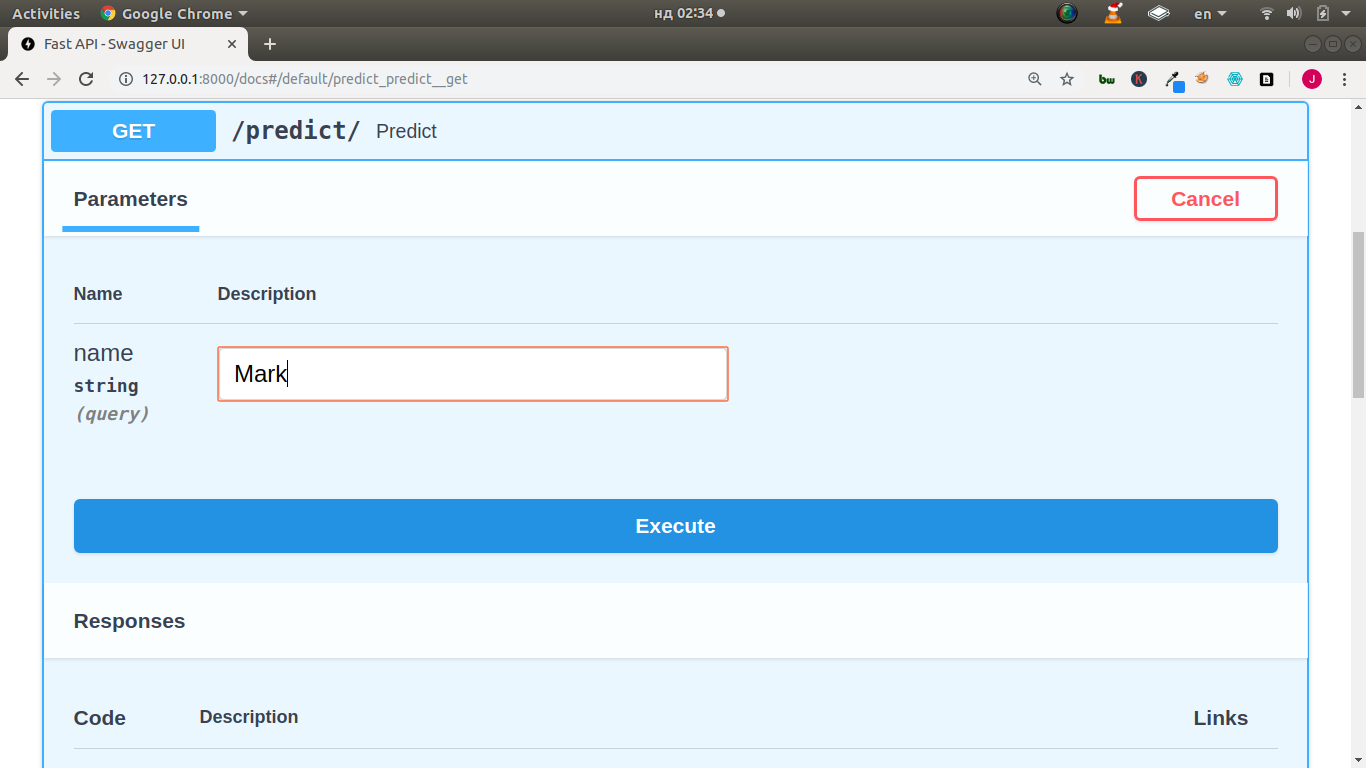 Activities Google Chrome нд 02:34 en
Fast API - Swagger UI
127.0.0.1:8000/docs#/default/predict_predict__get bw K J
GET /predict/ Predict
Parameters Cancel
Name Description
name Mark
string
(query)
Execute
Responses
Code Description Links